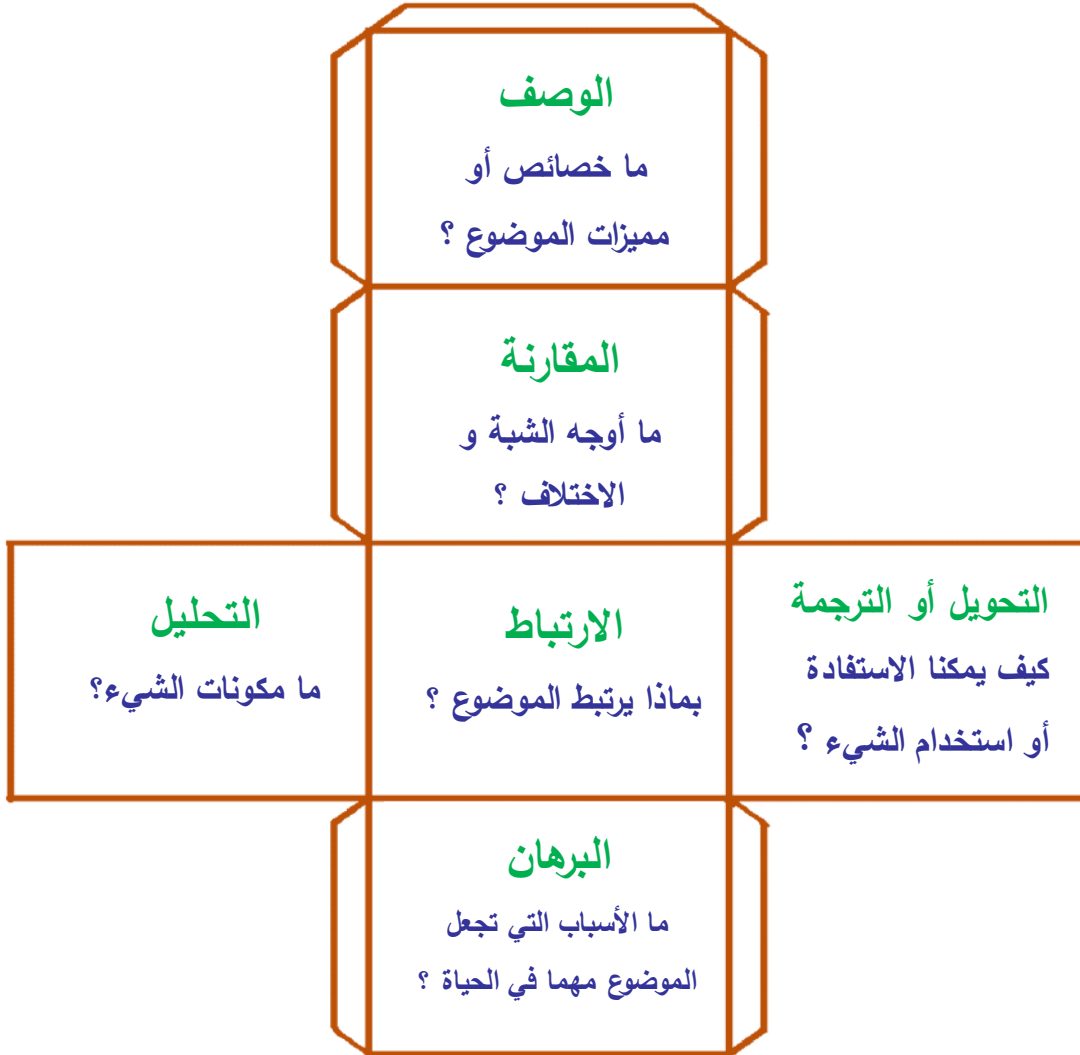 الوصف
ما خصائص أو
مميزات الموضوع ؟
المقارنة
ما أوجه الشبة و
الاختلاف ؟
التحويل أو الترجمة
كيف يمكنا الاستفادة
أو استخدام الشيء ؟
الارتباط
بماذا يرتبط الموضوع ؟
التحليل
ما مكونات الشيء؟
البرهان
ما الأسباب التي تجعل
الموضوع مهما في الحياة ؟